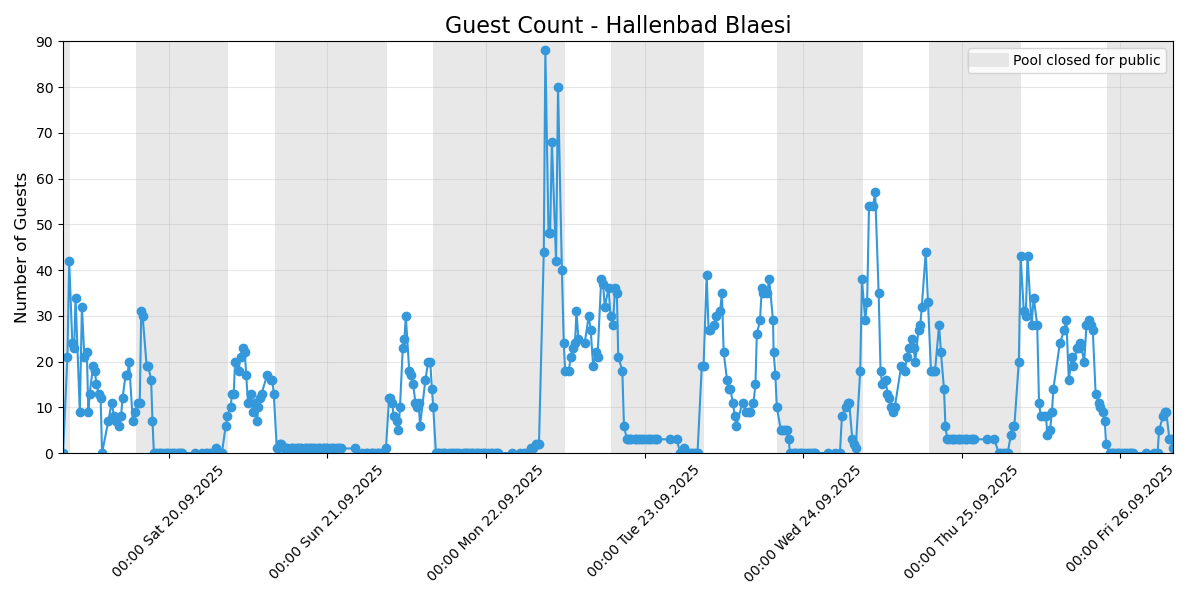 Guest Count - Hallenbad Blaesi
Pool closed for public
Number of Guests
90
80
70
60
50
40
30
20
10
0
00:00 Sat 20.09.2025
00:00 Sun 21.09.2025
00:00 Mon 22.09.2025
00:00 Tue 23.09.2025
00:00 Wed 24.09.2025
00:00 Thu 25.09.2025
00:00 Fri 26.09.2025